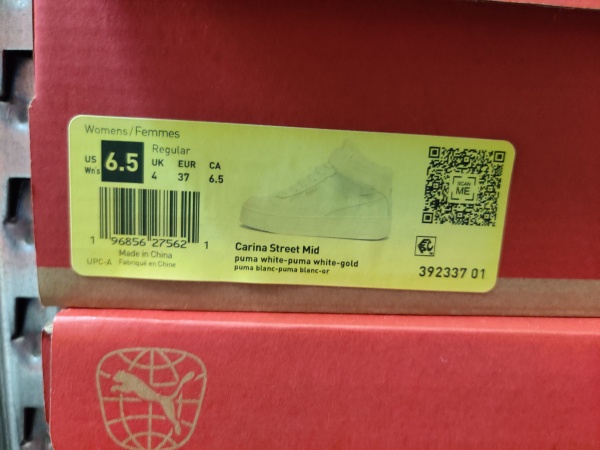 Womens/Femmes
Regular
US UK EUR CA
Wn's 6.5 4 37 6.5
1 96856 27562 1
Made in China
UPC-A Fabriqué en Chine
Carina Street Mid
puma white-puma white-gold
puma blanc-puma blanc-or
SCAN
ME
392337 01